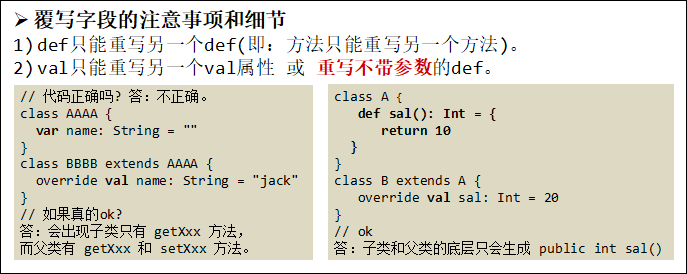 ➢ 覆写字段的注意事项和细节
1)def只能重写另一个def(即：方法只能重写另一个方法)。
2)val只能重写另一个val属性 或 重写不带参数的def。
// 代码正确吗? 答：不正确。
class AAAA {
var name: String = ""
}
class BBBB extends AAAA {
override val name: String = "jack"
}
// 如果真的ok?
答：会出现子类只有 getXxx 方法，
而父类有 getXxx 和 setXxx 方法。
class A {
def sal(): Int = {
return 10
}
}
class B extends A {
override val sal: Int = 20
}
// ok
答：子类和父类的底层只会生成 public int sal()